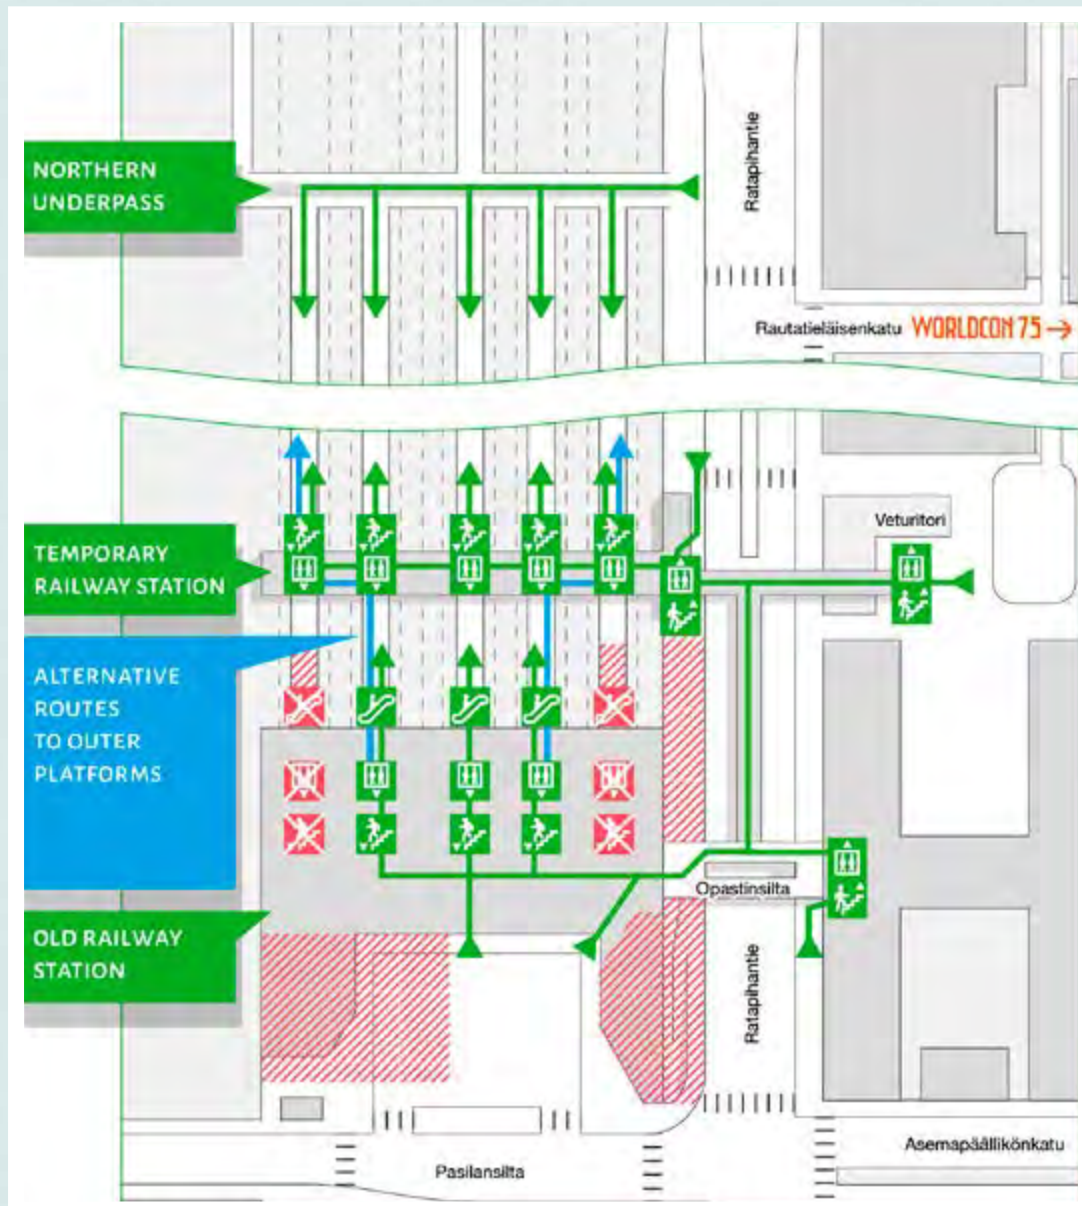 NORTHERN
UNDERPASS
Ratapihantie
Rautatieläisenkatu
WORLDCON 75
TEMPORARY
RAILWAY STATION
Veturitori
ALTERNATIVE
ROUTES
TO OUTER
PLATFORMS
Opastinsilta
OLD RAILWAY
STATION
Ratapihantie
Pasilansilta
Asemapäällikönkatu